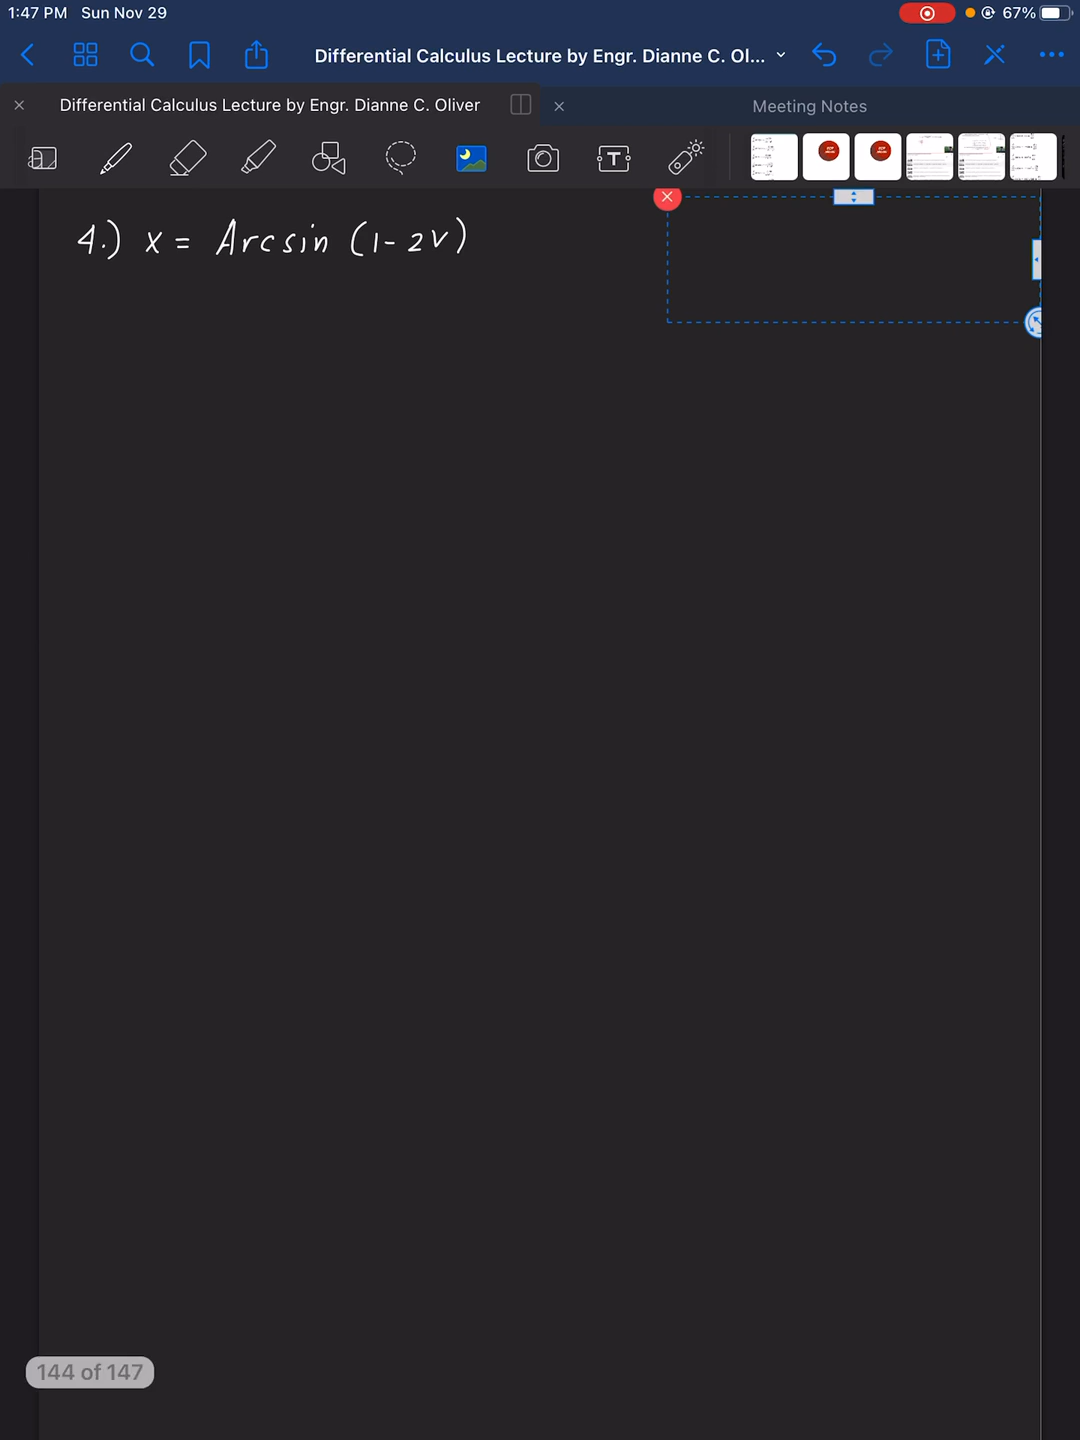 1:47 PM Sun Nov 29 67%
Differential Calculus Lecture by Engr. Dianne C. Ol...
Differential Calculus Lecture by Engr. Dianne C. Oliver Meeting Notes
T
4.) x = Arcsin (1-2V)
144 of 147